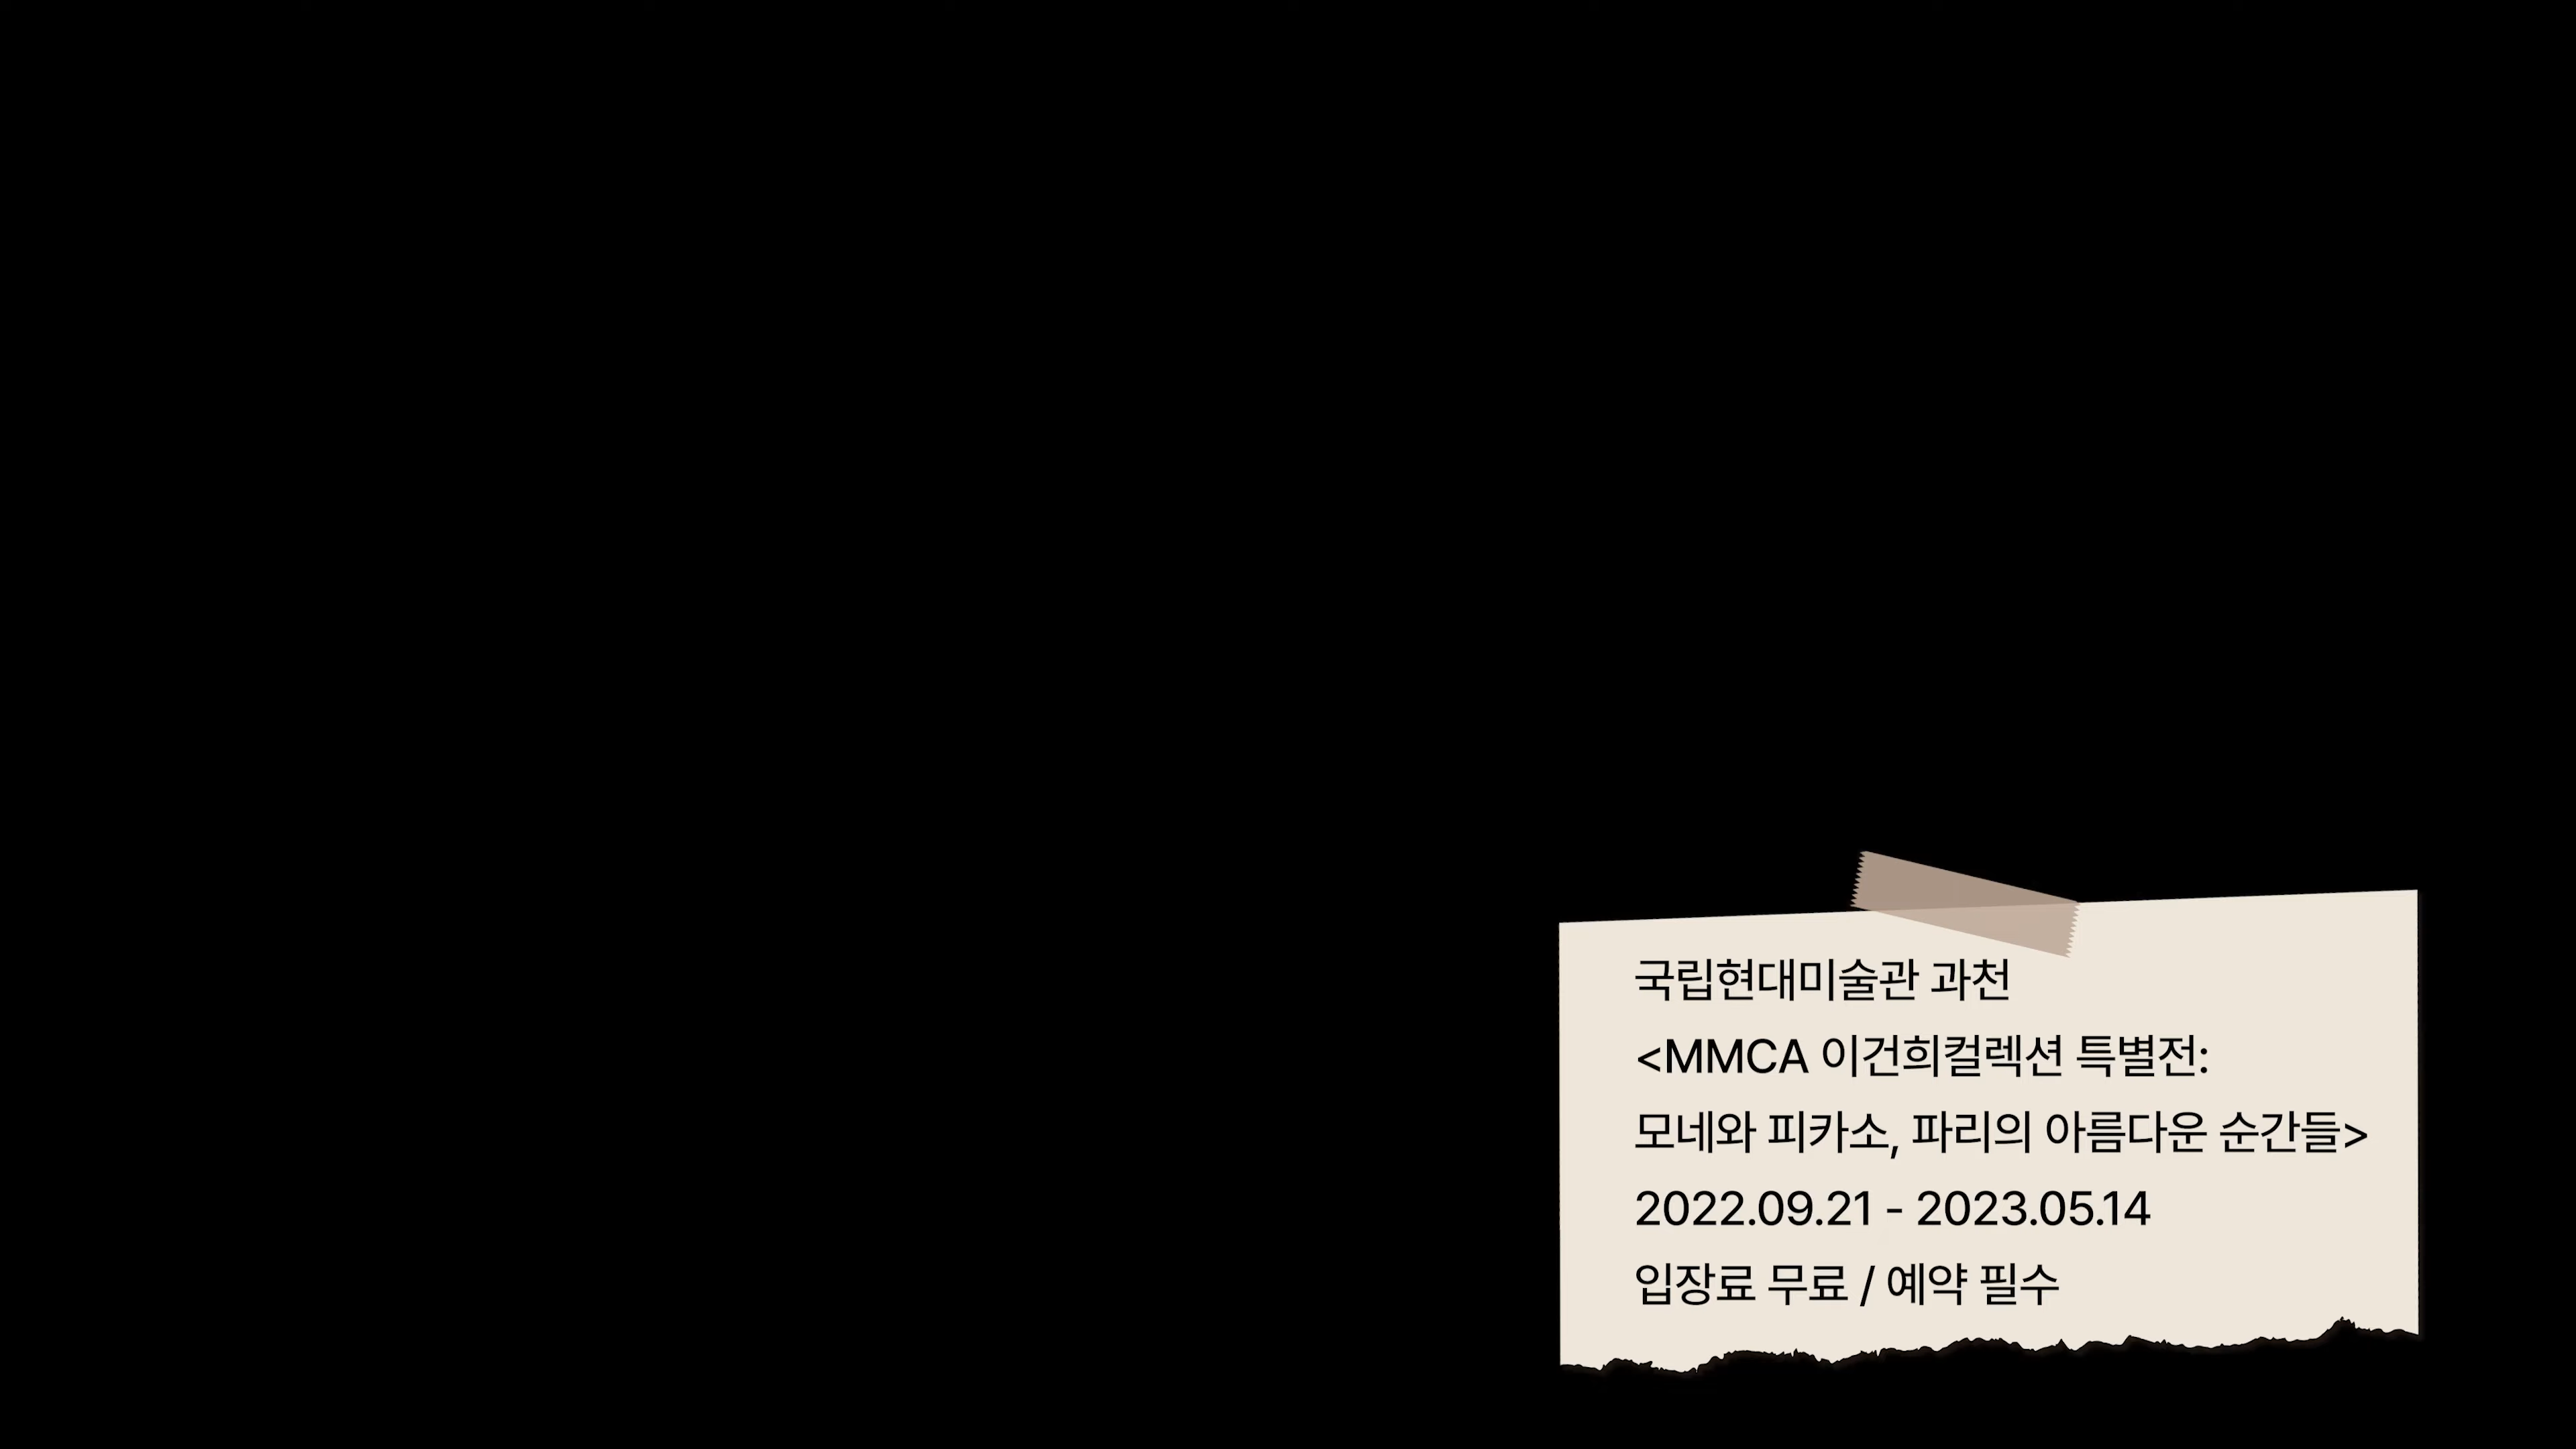 국립현대미술관 과천
<MMCA 이건희컬렉션 특별전:
모네와 피카소, 파리의 아름다운 순간들>
2022.09.21 - 2023.05.14
입장료 무료 / 예약 필수